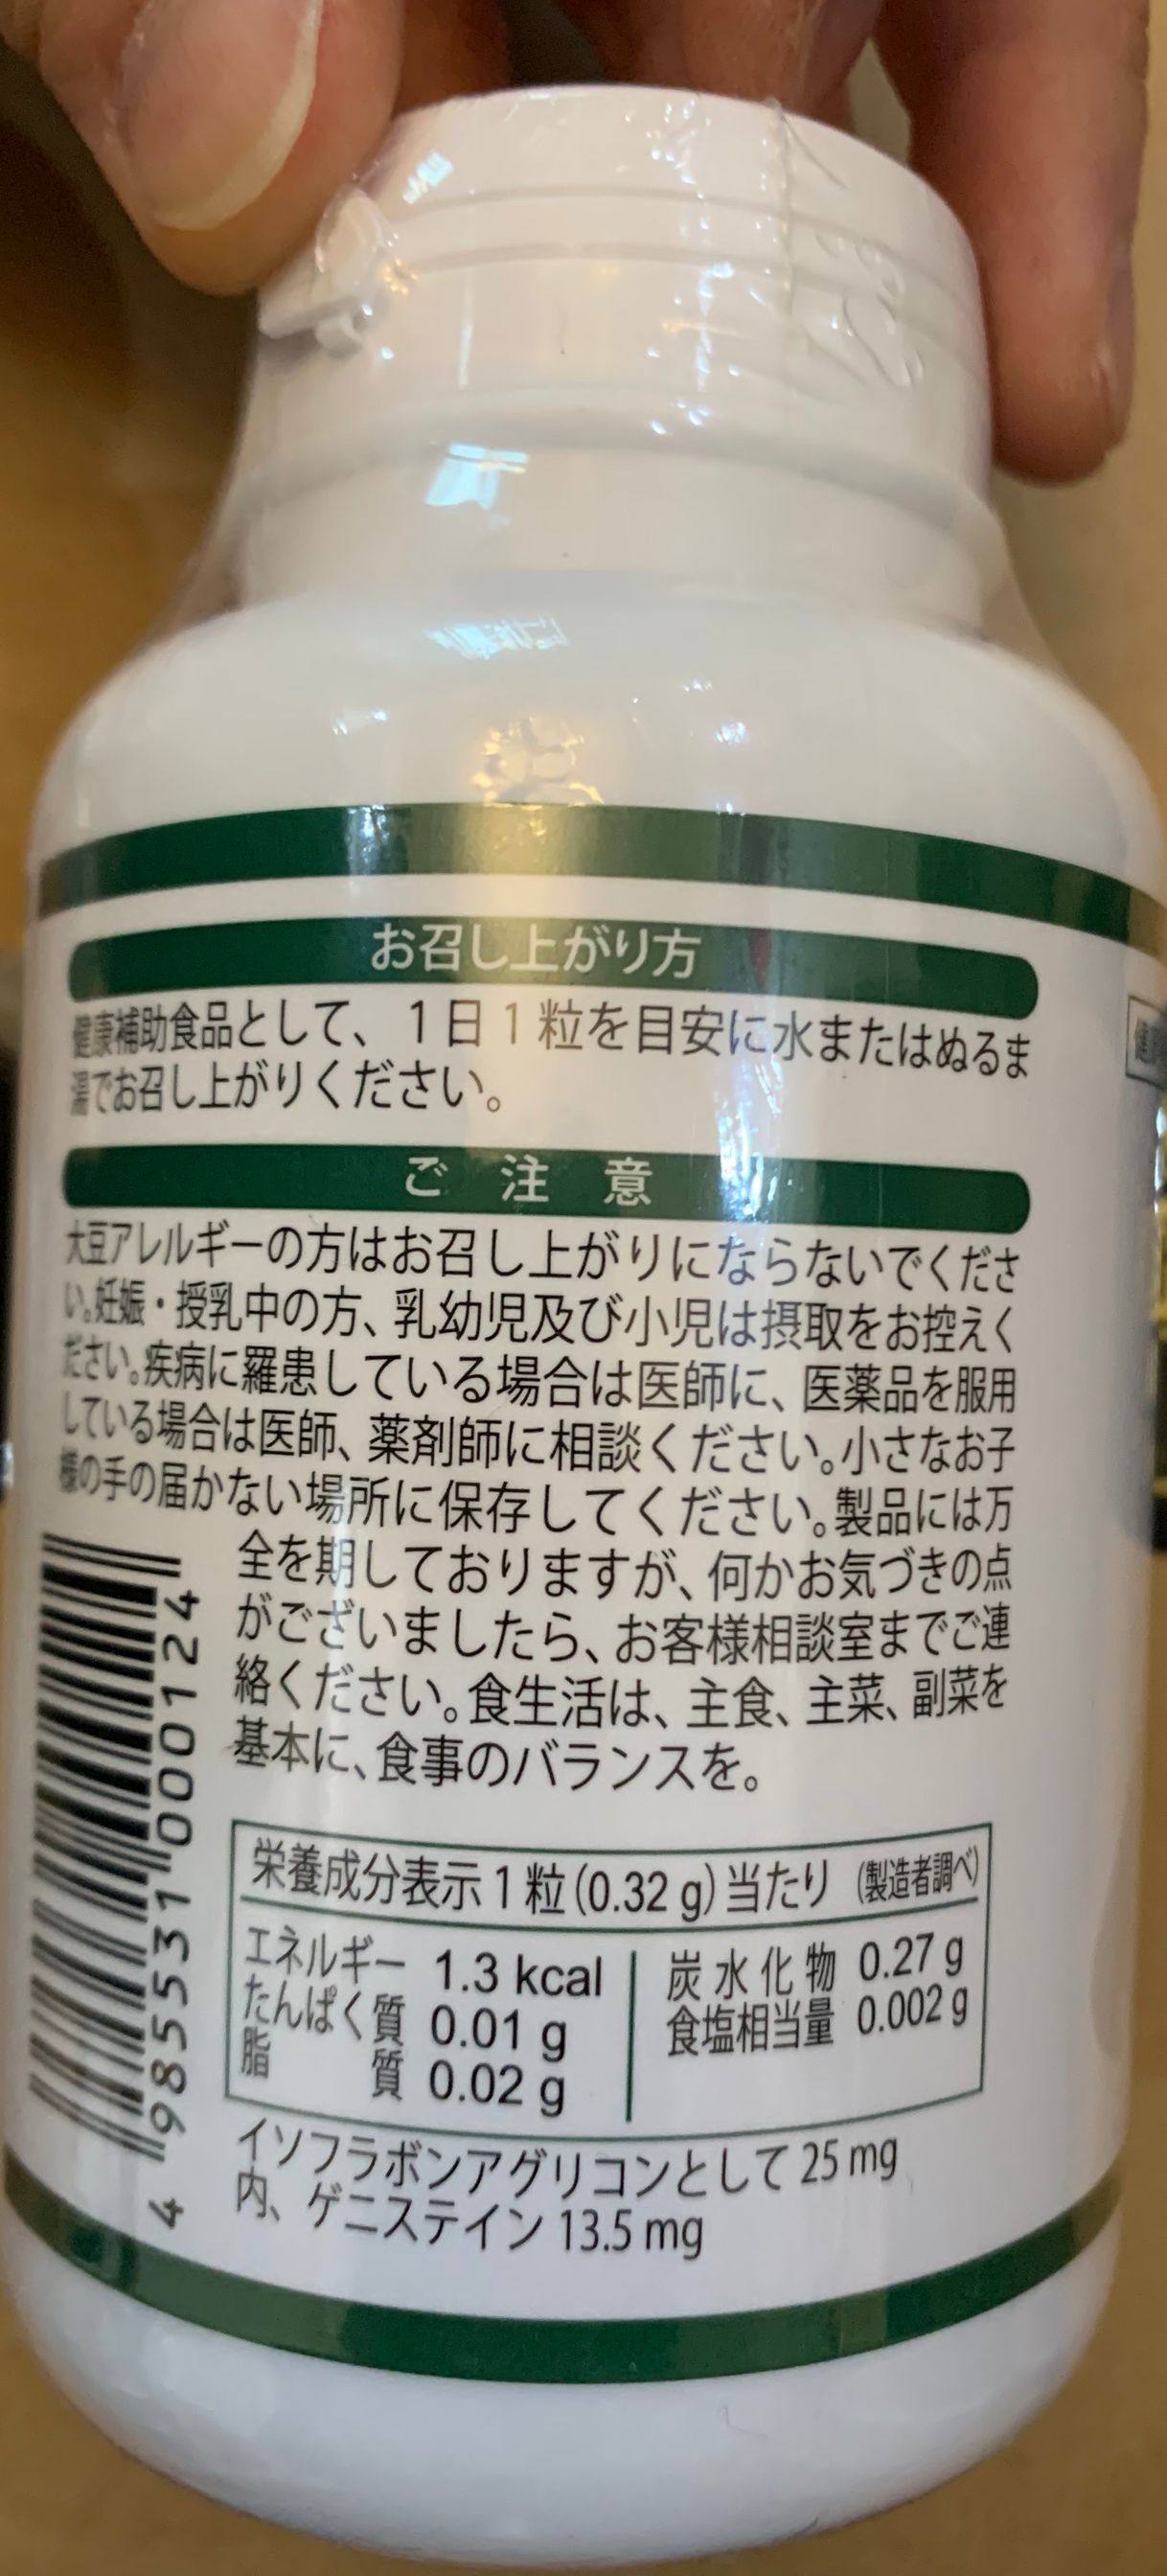 お召し上がり方
健康補助食品として、1日1粒を目安に水またはぬるま
湯でお召し上がりください。
ご注意
大豆アレルギーの方はお召し上がりにならないでくださ
い。妊娠・授乳中の方、乳幼児及び小児は摂取をお控えく
ださい。疾病に羅患している場合は医師に、医薬品を服用
している場合は医師、薬剤師に相談ください。小さなお子
様の手の届かない場所に保存してください。製品には万
全を期しておりますが、何かお気づきの点
がございましたら、お客様相談室までご連
絡ください。食生活は、主食、主菜、副菜を
基本に、食事のバランスを。
栄養成分表示1粒(0.32 g)当たり (製造者調べ)
エネルギー 1.3 kcal
たんぱく質 0.01 g
脂質 0.02 g
炭水化物 0.27 g
食塩相当量 0.002 g
イソフラボンアグリコンとして 25 mg
内、ゲニステイン 13.5 mg
4 985531 000124